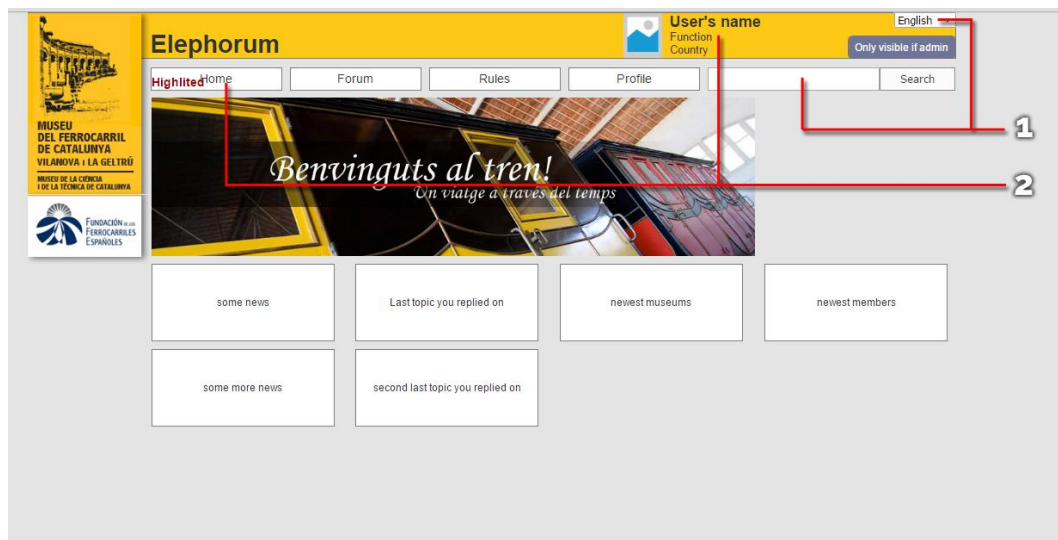 User's name
English
Elephorum
Function
Country
Only visible if admin
Highlited
Home
Forum
Rules
Profile
Search
MUSEU
DEL FERROCARRIL
DE CATALUNYA
VILANOVA i LA GELTRÚ
MUSEU DE LA CIÈNCIA
I DE LA TÈCNICA DE CATALUNYA
1
Benvinguts al tren!
Un viatge a través del temps
2
FUNDACIÓN DE LOS
FERROCARRILES
ESPAÑOLES
some news
Last topic you replied on
newest museums
newest members
some more news
second last topic you replied on